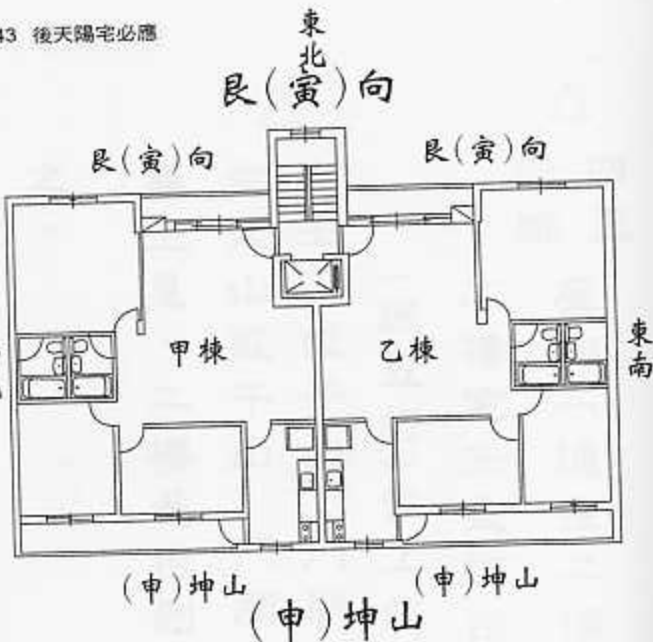 43 後天陽宅必應
東北
艮(寅)向
艮(寅)向
艮(寅)向
甲棟
乙棟
東南
(申)坤山
(申)坤山
(申)坤山